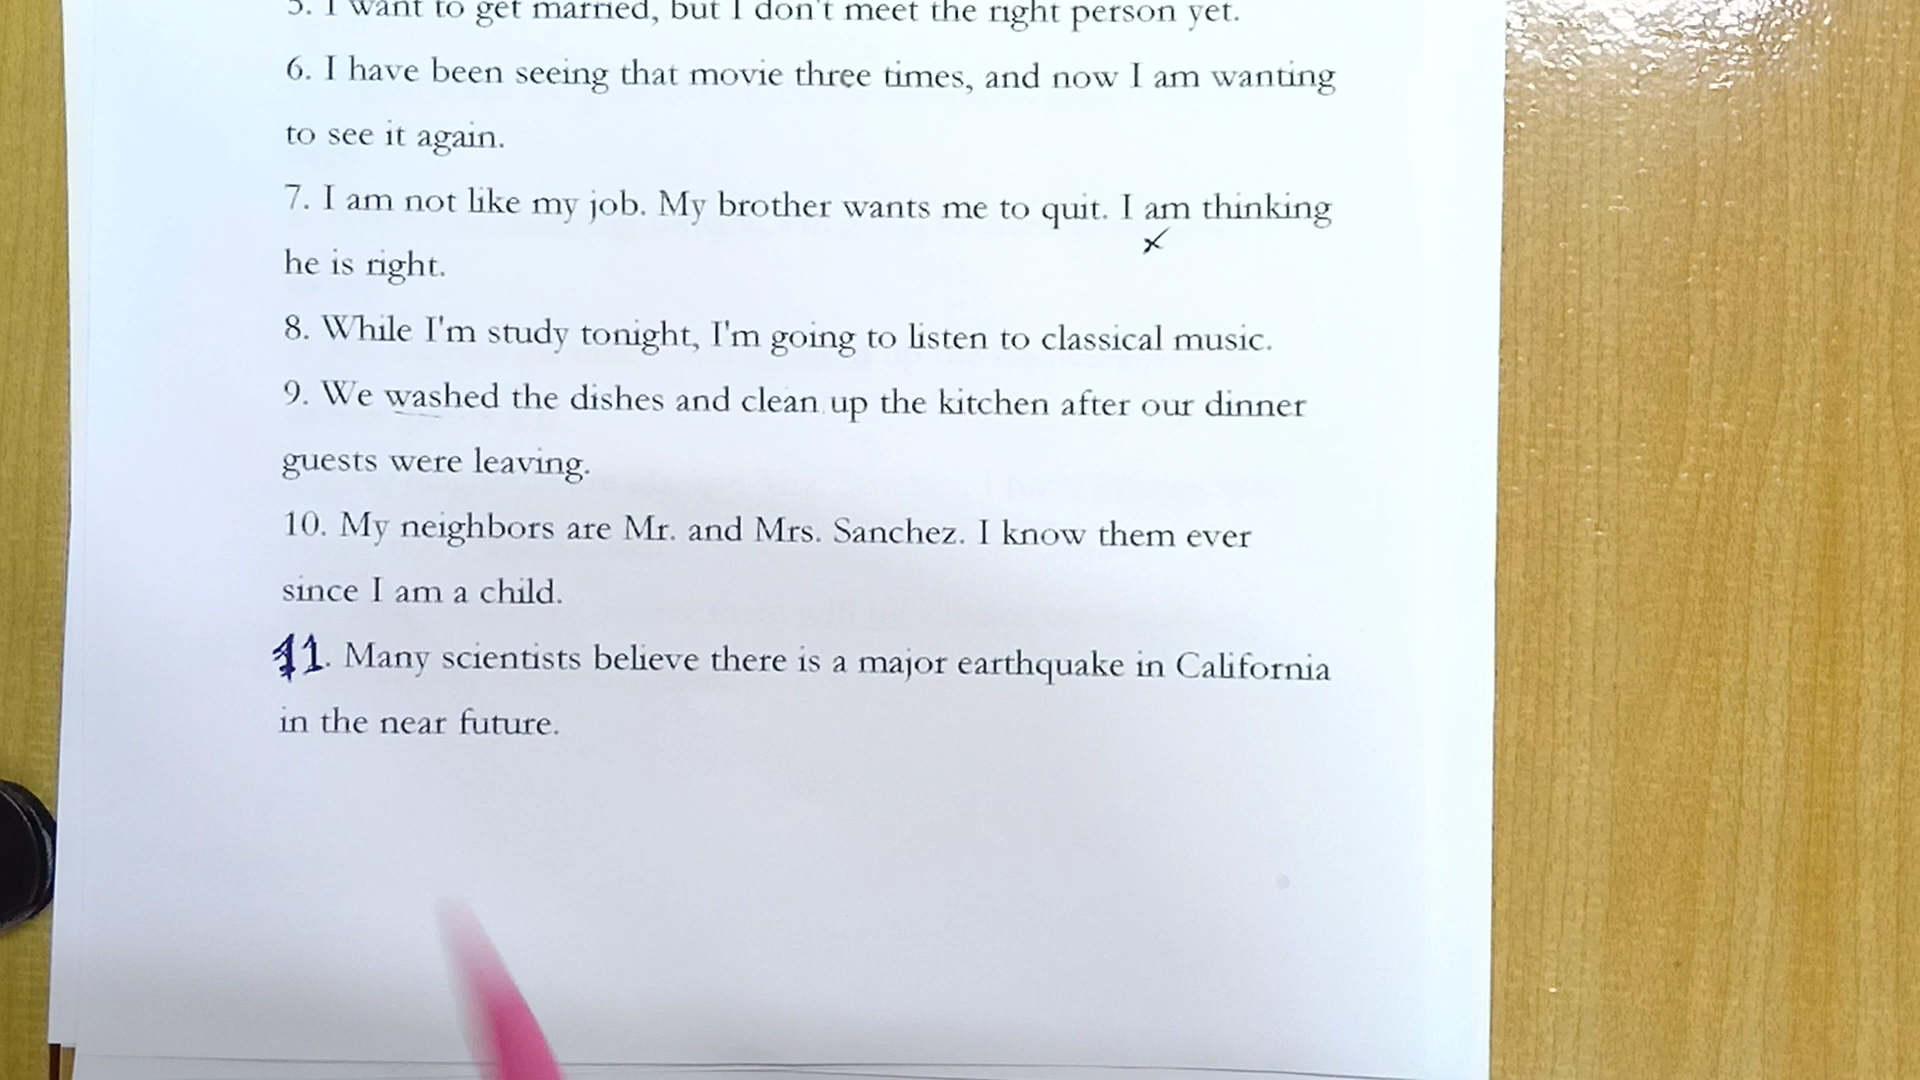 5. I want to get married, but I don't meet the right person yet.
6. I have been seeing that movie three times, and now I am wanting
to see it again.
7. I am not like my job. My brother wants me to quit. I am thinking
x
he is right.
8. While I'm study tonight, I'm going to listen to classical music.
9. We washed the dishes and clean up the kitchen after our dinner
guests were leaving.
10. My neighbors are Mr. and Mrs. Sanchez. I know them ever
since I am a child.
11. Many scientists believe there is a major earthquake in California
in the near future.